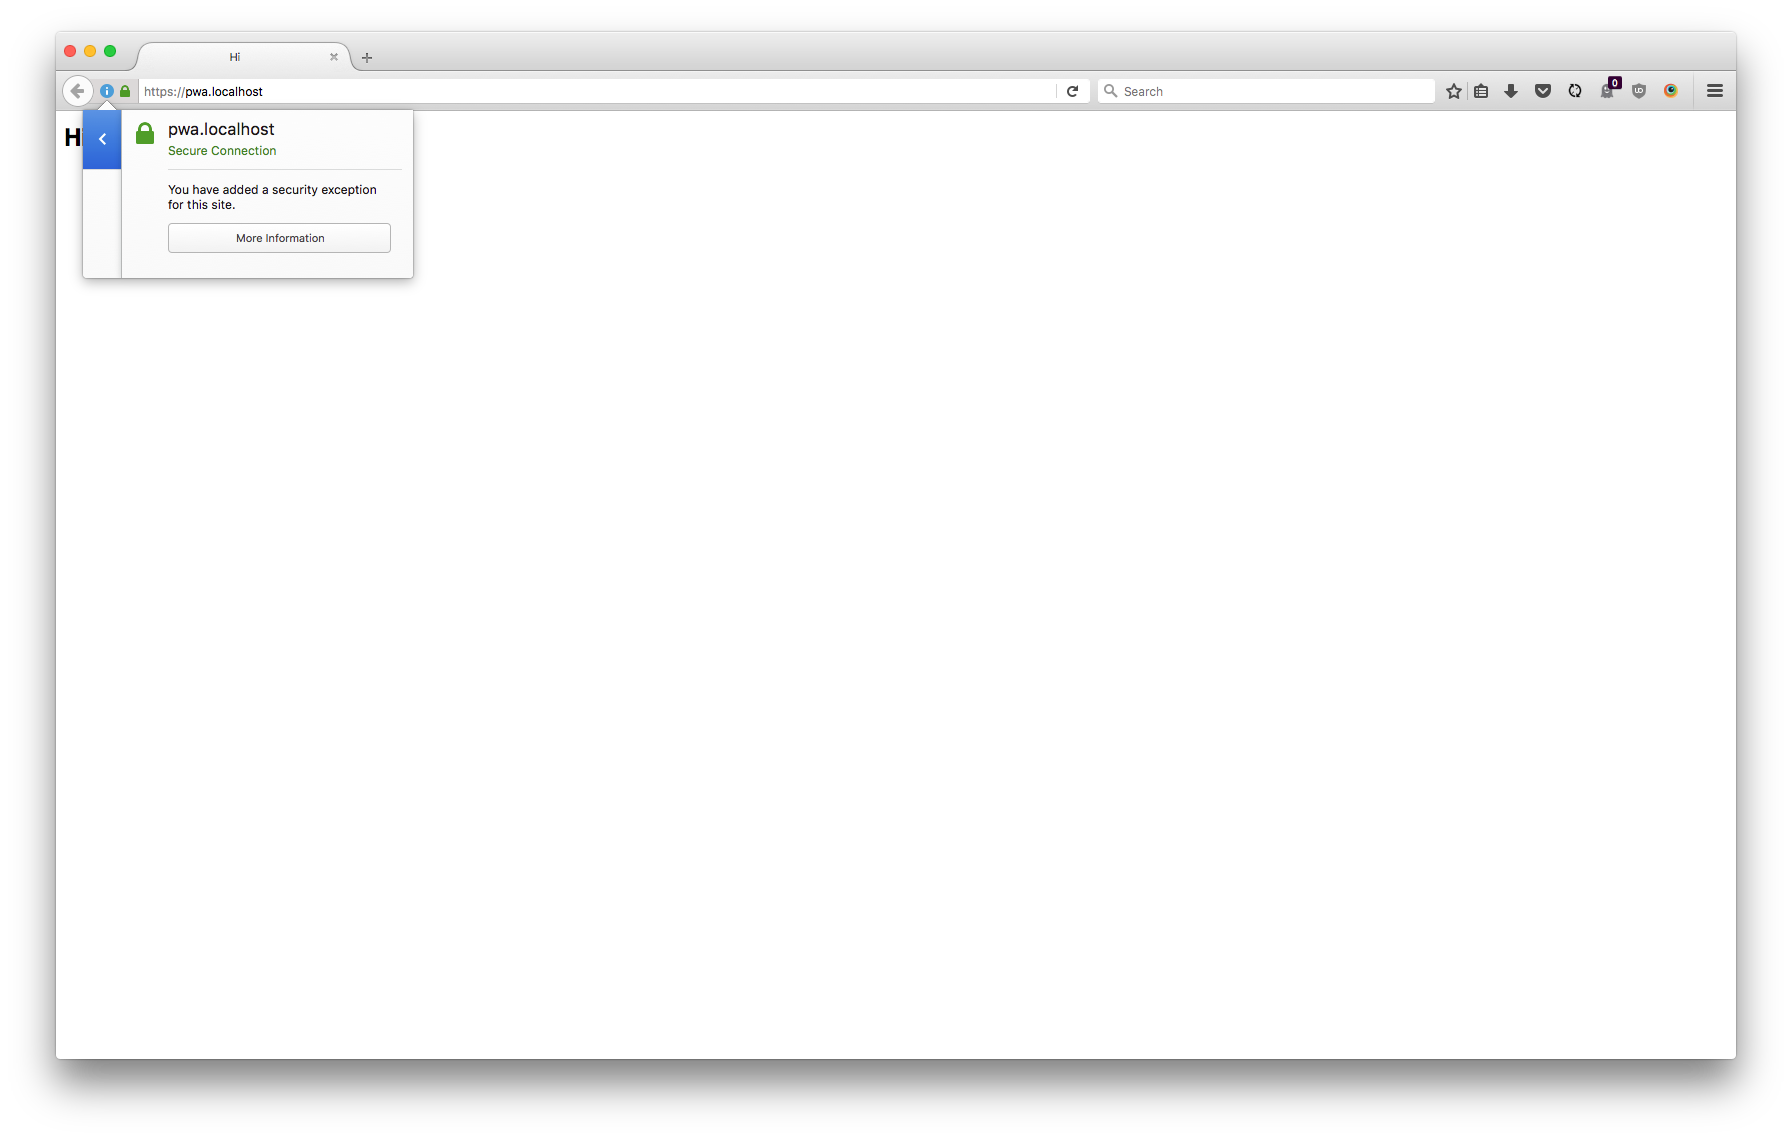 Hi
https://pwa.localhost
Search
0
H
pwa.localhost
Secure Connection
You have added a security exception
for this site.
More Information